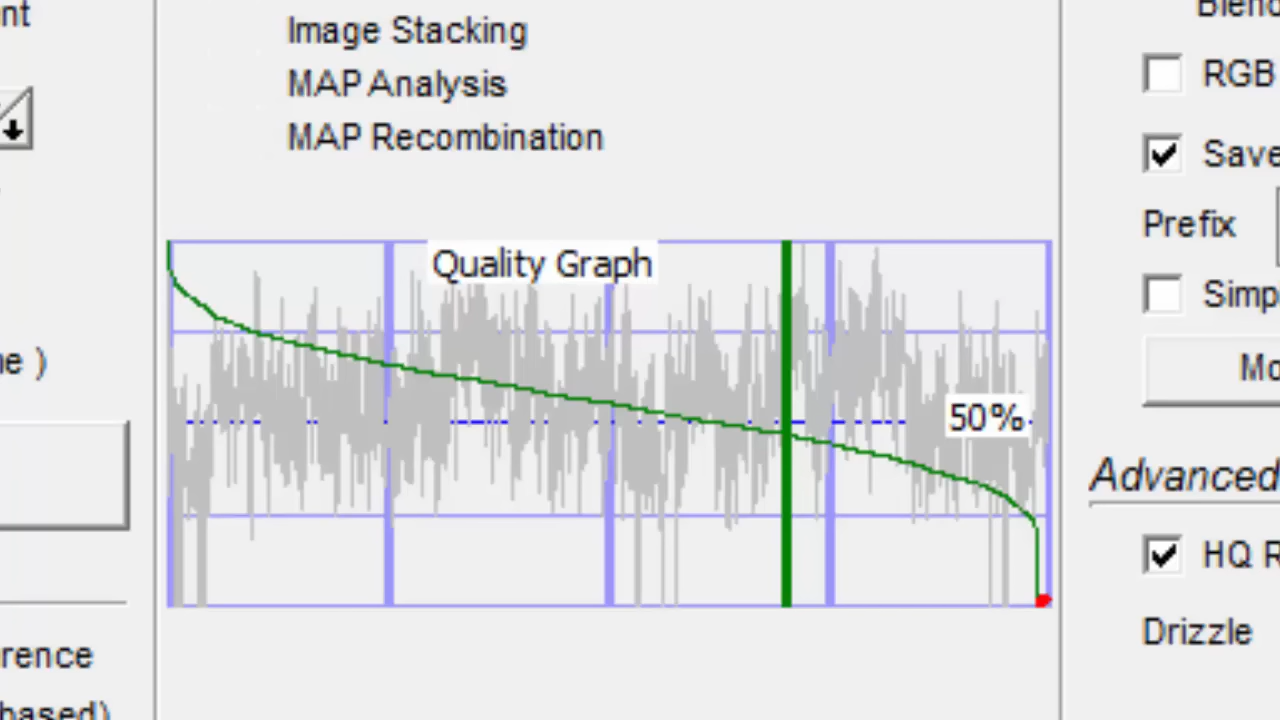 nt
Image Stacking
MAP Analysis
MAP Recombination
Quality Graph
50%
e )
rence
based)
Blend
RGB
Save
Prefix
Simp
Mo
Advanced
HQ R
Drizzle